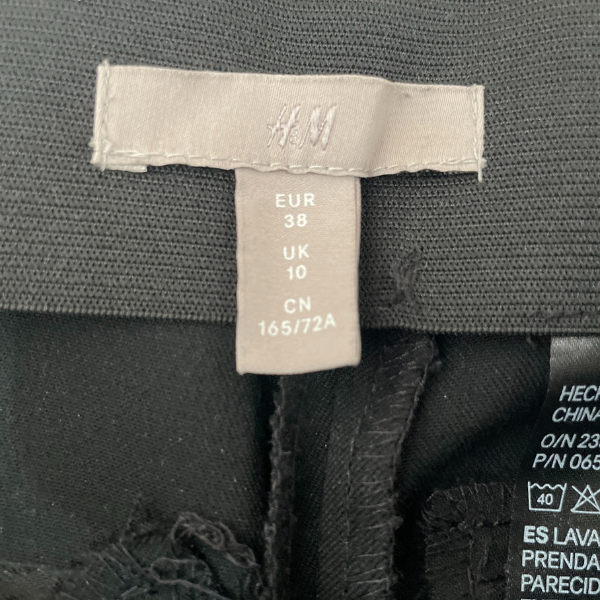 H&M
EUR
38
UK
10
CN
165/72A
HECH
CHINA
O/N 23
P/N 065
40
ES LAVA
PRENDA
PARECID